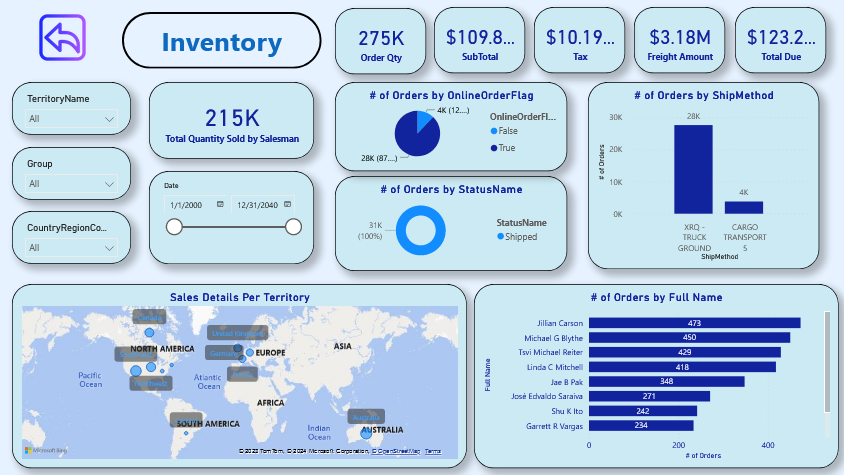 Inventory
275K
Order Qty
$109.8...
SubTotal
$10.19...
Tax
$3.18M
Freight Amount
$123.2...
Total Due
TerritoryName
All
Group
All
CountryRegionCo...
All
215K
Total Quantity Sold by Salesman
Date
1/1/2000
12/31/2040
# of Orders by OnlineOrderFlag
4K (12....)
28K (87....)
OnlineOrderFl...
False
True
# of Orders by StatusName
31K
(100%)
StatusName
Shipped
# of Orders by ShipMethod
# of Orders
30K
20K
10K
0K
28K
4K
XRQ -
TRUCK
GROUND
CARGO
TRANSPORT
5
ShipMethod
Sales Details Per Territory
Canada
United Kingdom
NORTH AMERICA
Germany
EUROPE
ASIA
Pacific
Ocean
Atlantic
Ocean
AFRICA
SOUTH AMERICA
Indian
Ocean
Australia
AUSTRALIA
Microsoft Bing
© 2023 TomTom, © 2024 Microsoft Corporation, © OpenStreetMap Terms
# of Orders by Full Name
Full Name
Jillian Carson 473
Michael G Blythe 450
Tsvi Michael Reiter 429
Linda C Mitchell 418
Jae B Pak 348
José Edvaldo Saraiva 271
Shu K Ito 242
Garrett R Vargas 234
0 200 400
# of Orders